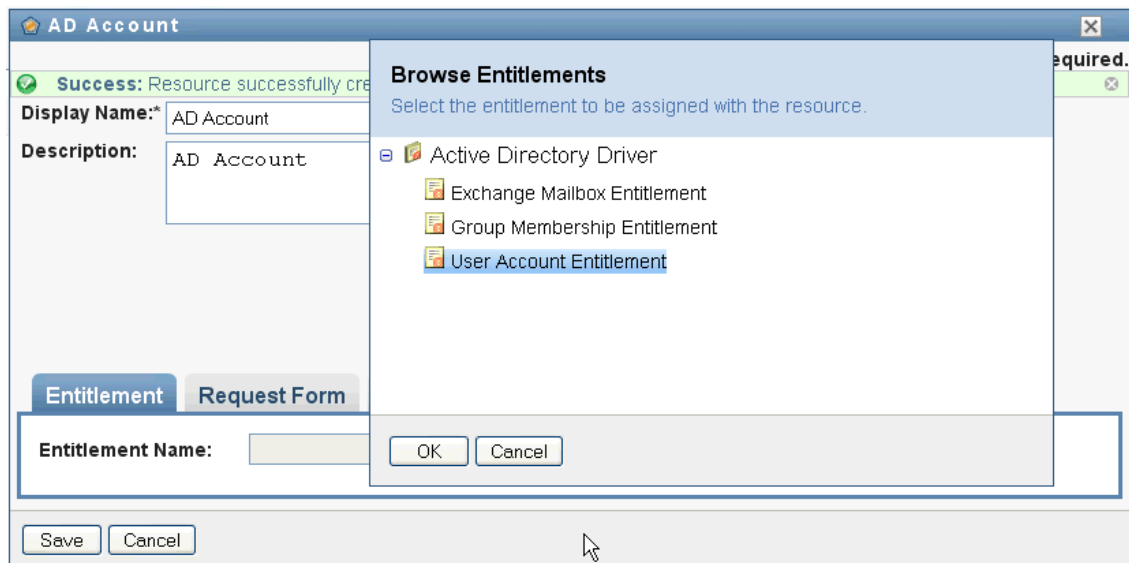 AD Account
equired.
Success: Resource successfully cre
Display Name:*
AD Account
Description:
AD Account
Browse Entitlements
Select the entitlement to be assigned with the resource.
Active Directory Driver
Exchange Mailbox Entitlement
Group Membership Entitlement
User Account Entitlement
OK
Cancel
Entitlement
Request Form
Entitlement Name:
Save
Cancel